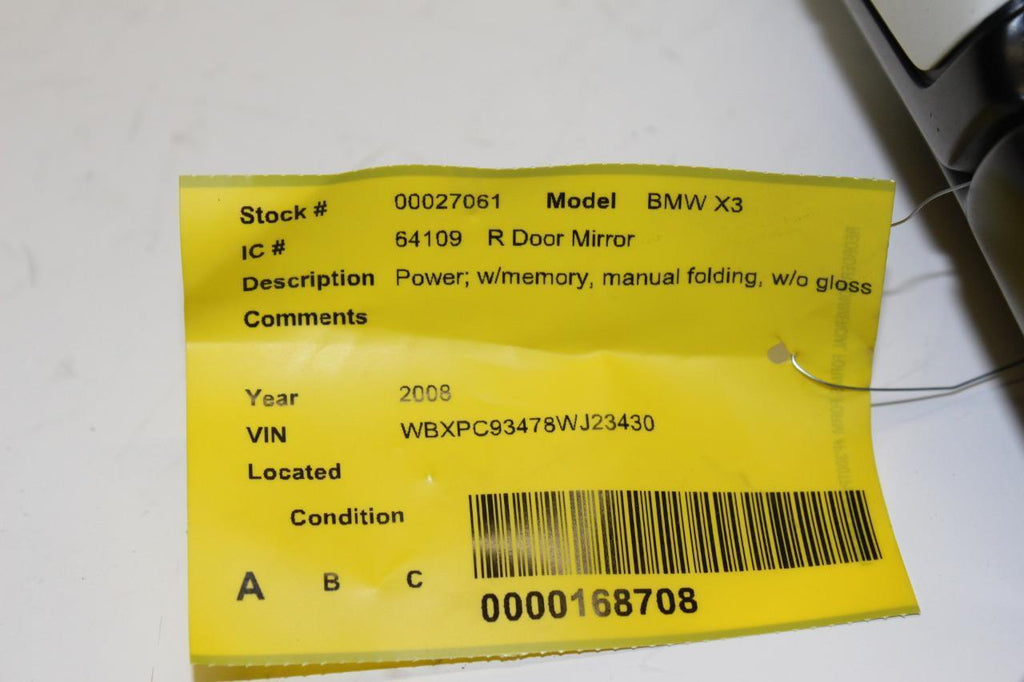 Stock # 00027061 Model BMW X3
IC # 64109 R Door Mirror
Description Power; w/memory, manual folding, w/o gloss
Comments
Year 2008
VIN WBXPC93478WJ23430
Located
Condition
A B C
0000168708